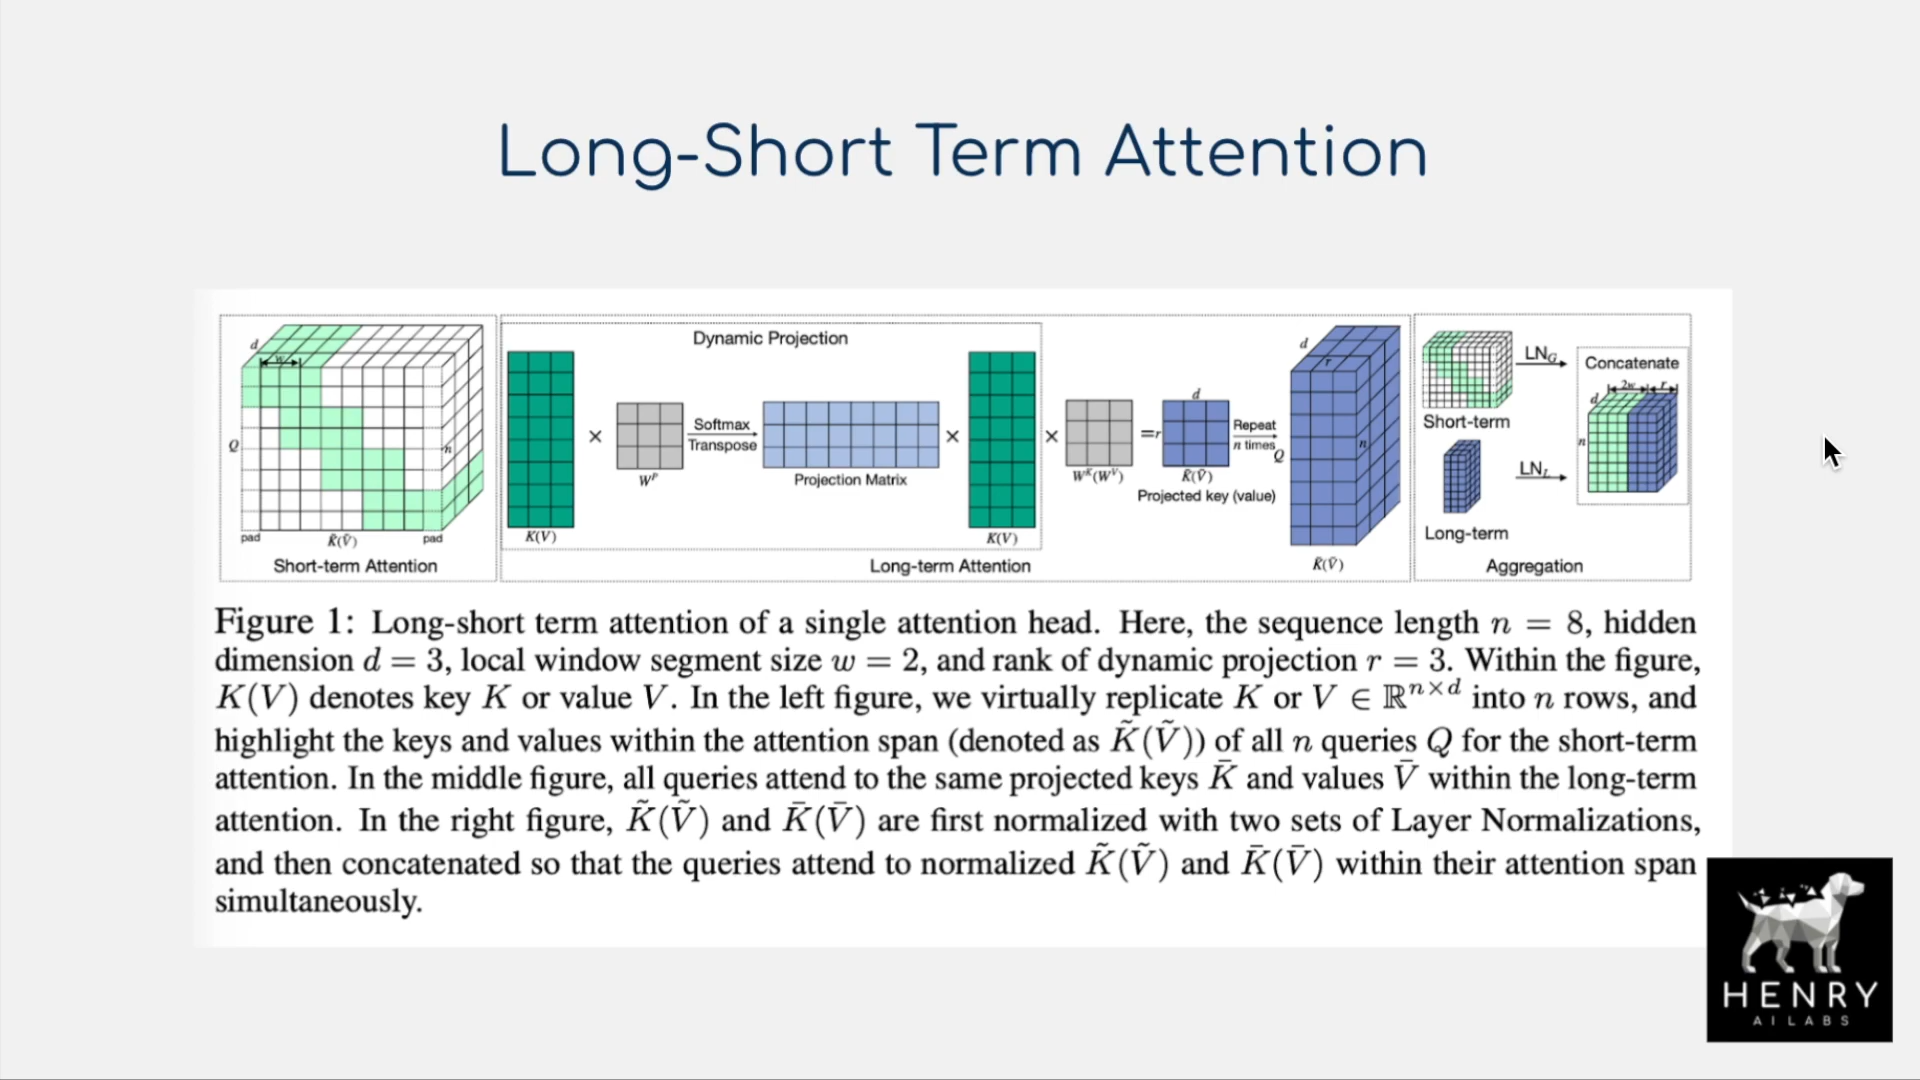 Long-Short Term Attention
d
w
Q
n
pad
K̃(Ṽ)
pad
Short-term Attention
Dynamic Projection
K(V)
×
W^P
Softmax
Transpose
Projection Matrix
×
K(V)
×
W^K(W^V)
=r
d
K̄(V̄)
Projected key (value)
Repeat
n times
Q
d
r
n
K̄(V̄)
Long-term Attention
LN_G
Short-term
LN_L
Long-term
Concatenate
2w
r
d
n
Aggregation
Figure 1: Long-short term attention of a single attention head. Here, the sequence length n = 8, hidden
dimension d = 3, local window segment size w = 2, and rank of dynamic projection r = 3. Within the figure,
K(V) denotes key K or value V. In the left figure, we virtually replicate K or V ∈ ℝ^{n×d} into n rows, and
highlight the keys and values within the attention span (denoted as K̃(Ṽ)) of all n queries Q for the short-term
attention. In the middle figure, all queries attend to the same projected keys K̄ and values V̄ within the long-term
attention. In the right figure, K̃(Ṽ) and K̄(V̄) are first normalized with two sets of Layer Normalizations,
and then concatenated so that the queries attend to normalized K̃(Ṽ) and K̄(V̄) within their attention span
simultaneously.
HENRY
AI LABS